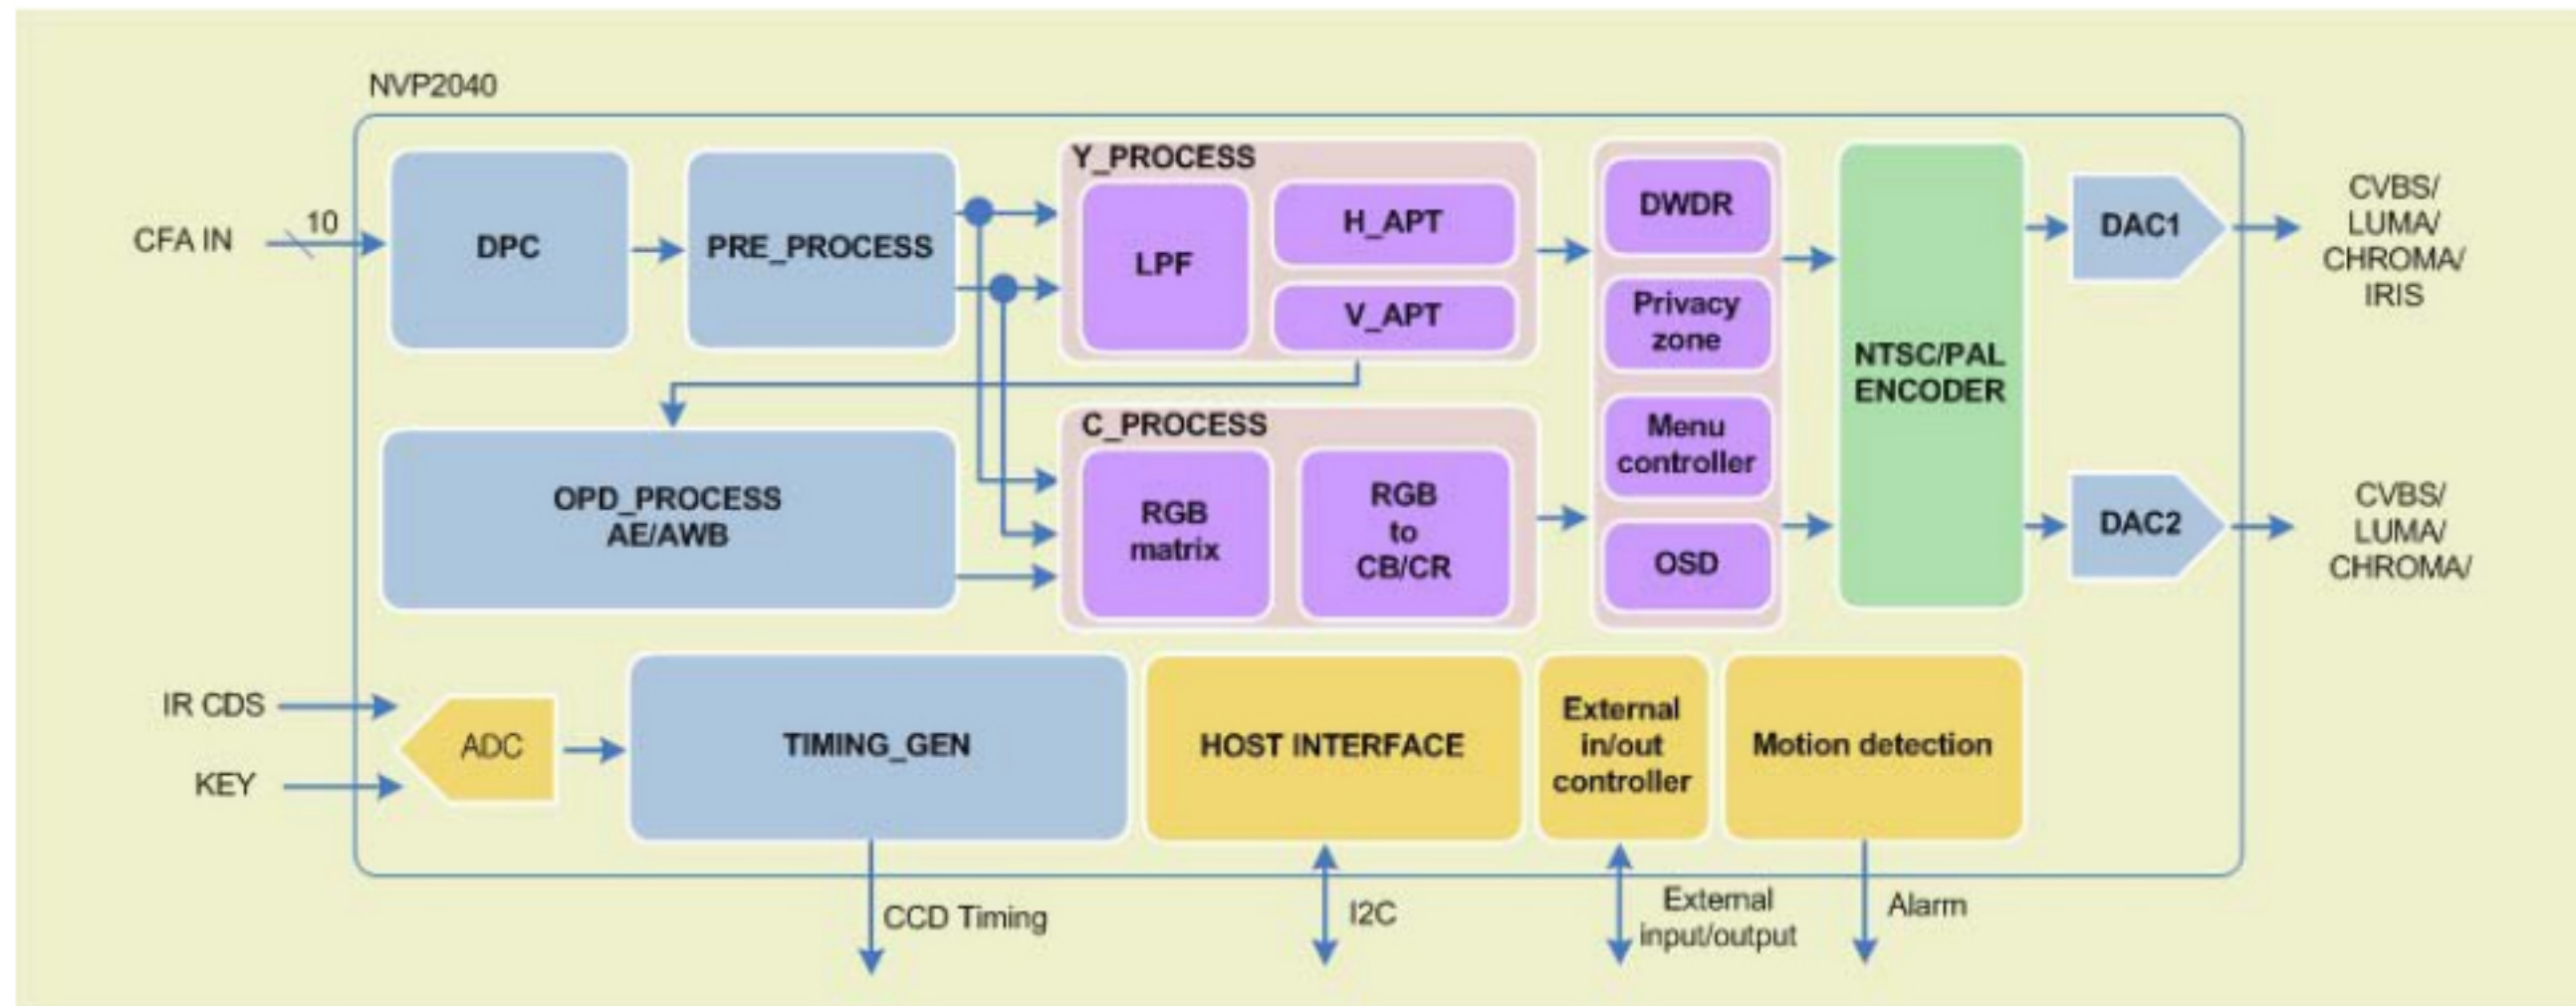 NVP2040
CFA IN
10
DPC
PRE_PROCESS
Y_PROCESS
LPF
H_APT
V_APT
DWDR
Privacy
zone
Menu
controller
OSD
NTSC/PAL
ENCODER
DAC1
CVBS/
LUMA/
CHROMA/
IRIS
OPD_PROCESS
AE/AWB
C_PROCESS
RGB
matrix
RGB
to
CB/CR
DAC2
CVBS/
LUMA/
CHROMA/
IR CDS
KEY
ADC
TIMING_GEN
HOST INTERFACE
External
in/out
controller
Motion detection
CCD Timing
I2C
External
input/output
Alarm